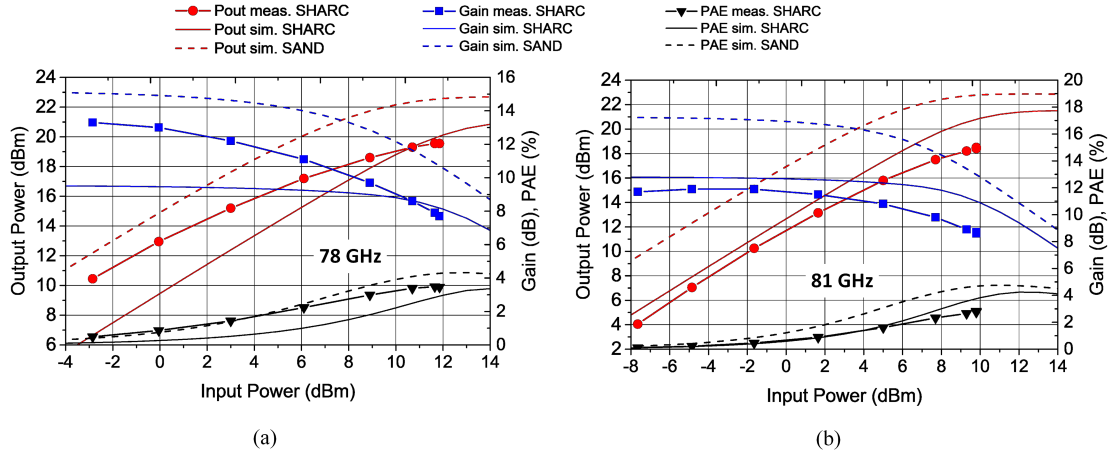 Pout meas. SHARC
Pout sim. SHARC
Pout sim. SAND
Gain meas. SHARC
Gain sim. SHARC
Gain sim. SAND
PAE meas. SHARC
PAE sim. SHARC
PAE sim. SAND
24
22
20
18
16
14
12
10
8
6
Output Power (dBm)
16
14
12
10
8
6
4
2
0
Gain (dB), PAE (%)
78 GHz
-4 -2 0 2 4 6 8 10 12 14
Input Power (dBm)
(a)
24
22
20
18
16
14
12
10
8
6
4
2
Output Power (dBm)
20
18
16
14
12
10
8
6
4
2
0
Gain (dB), PAE (%)
81 GHz
-8 -6 -4 -2 0 2 4 6 8 10 12 14
Input Power (dBm)
(b)